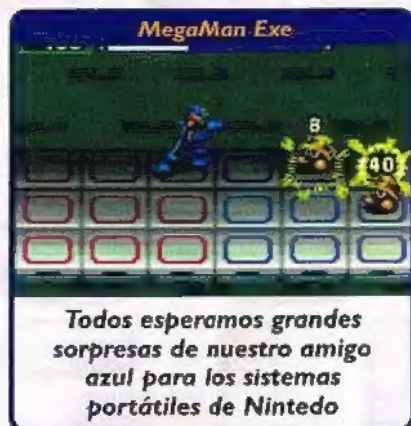 MegaMan Exe
8
40
Todos esperamos grandes
sorpresas de nuestro amigo
azul para los sistemas
portátiles de Nintedo